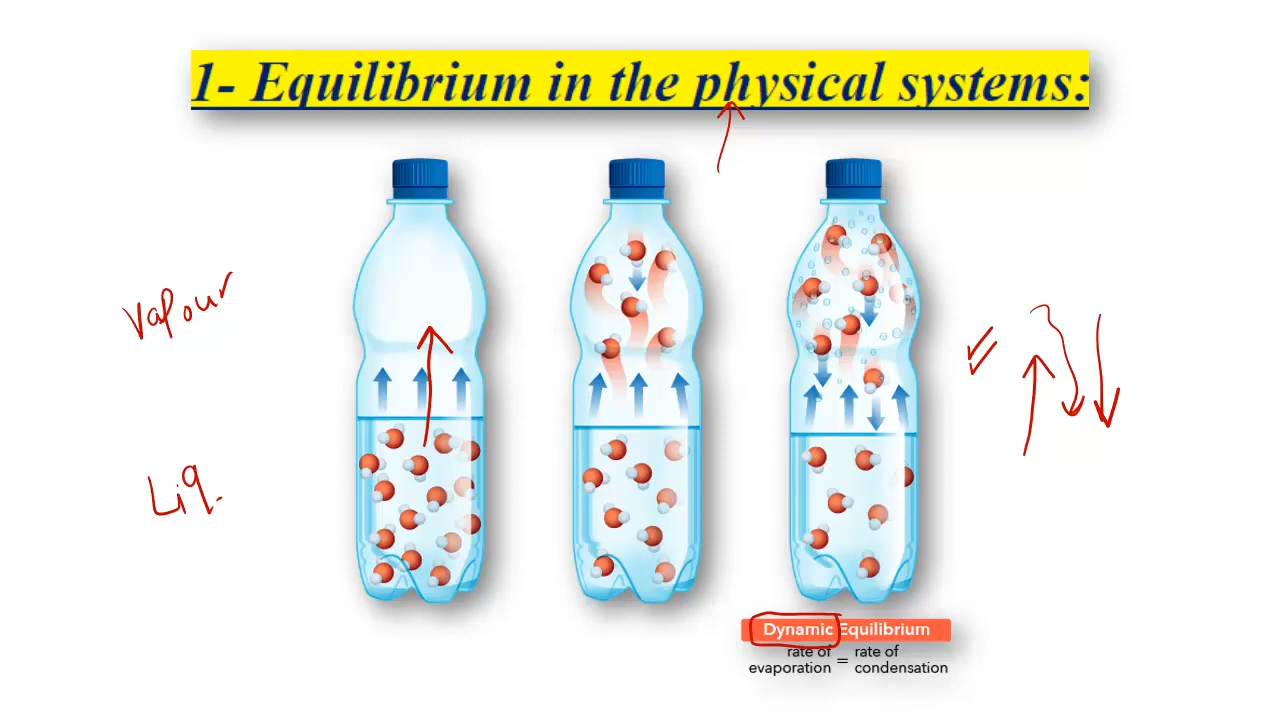 1- Equilibrium in the physical systems:
Vapour
Liq.
Dynamic Equilibrium
rate of evaporation = rate of condensation